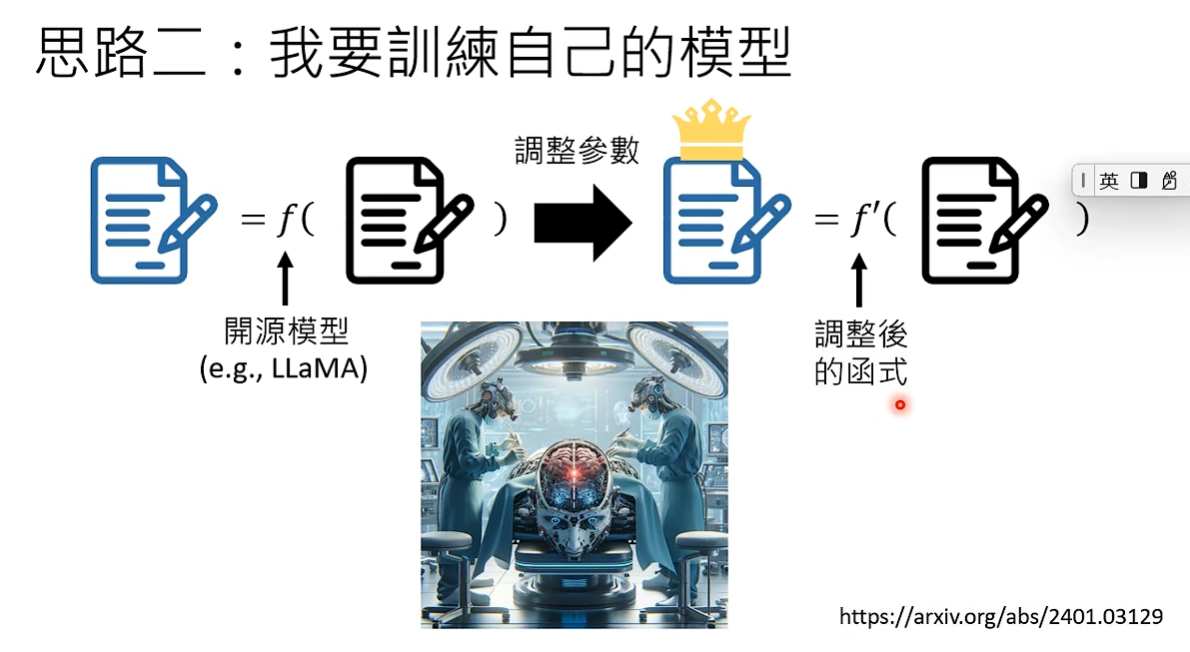 思路二：我要訓練自己的模型
調整參數
= f( )
= f′( )
英
開源模型
(e.g., LLaMA)
調整後
的函式
https://arxiv.org/abs/2401.03129